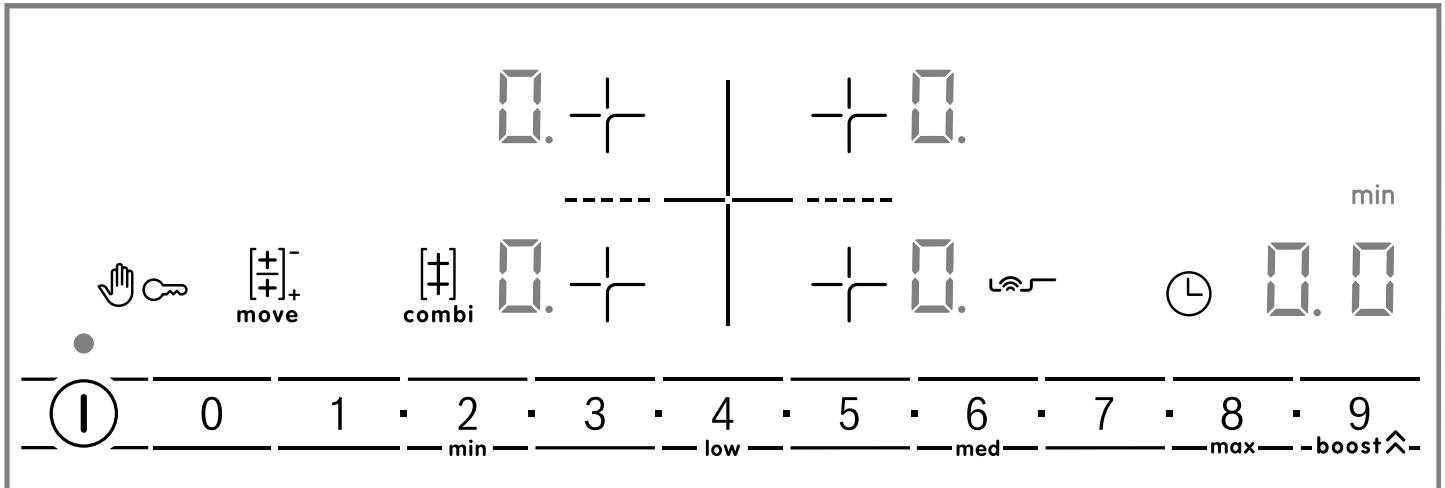 0. 0.
min
0. 0. 0.0
move combi
0 1 · 2 · 3 · 4 · 5 · 6 · 7 · 8 · 9
min low med max boost